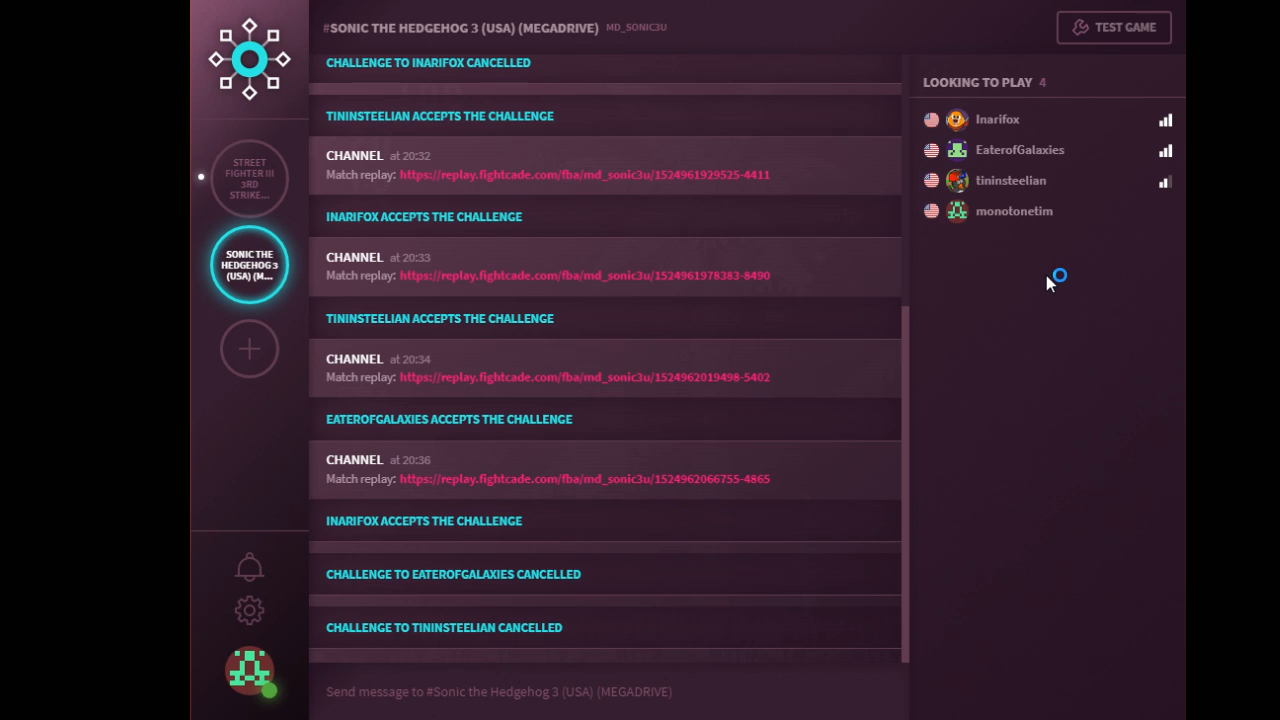 #SONIC THE HEDGEHOG 3 (USA) (MEGADRIVE) MD_SONIC3U
TEST GAME
STREET
FIGHTER III
3RD
STRIKE...
SONIC THE
HEDGEHOG 3
(USA) (M...
CHALLENGE TO INARIFOX CANCELLED
TININSTEELIAN ACCEPTS THE CHALLENGE
CHANNEL at 20:32
Match replay: https://replay.fightcade.com/fba/md_sonic3u/1524961929525-4411
INARIFOX ACCEPTS THE CHALLENGE
CHANNEL at 20:33
Match replay: https://replay.fightcade.com/fba/md_sonic3u/1524961978383-8490
TININSTEELIAN ACCEPTS THE CHALLENGE
CHANNEL at 20:34
Match replay: https://replay.fightcade.com/fba/md_sonic3u/1524962019498-5402
EATEROFGALAXIES ACCEPTS THE CHALLENGE
CHANNEL at 20:36
Match replay: https://replay.fightcade.com/fba/md_sonic3u/1524962066755-4865
INARIFOX ACCEPTS THE CHALLENGE
CHALLENGE TO EATEROFGALAXIES CANCELLED
CHALLENGE TO TININSTEELIAN CANCELLED
Send message to #Sonic the Hedgehog 3 (USA) (MEGADRIVE)
LOOKING TO PLAY 4
Inarifox
EaterofGalaxies
tininsteelian
monotonetim